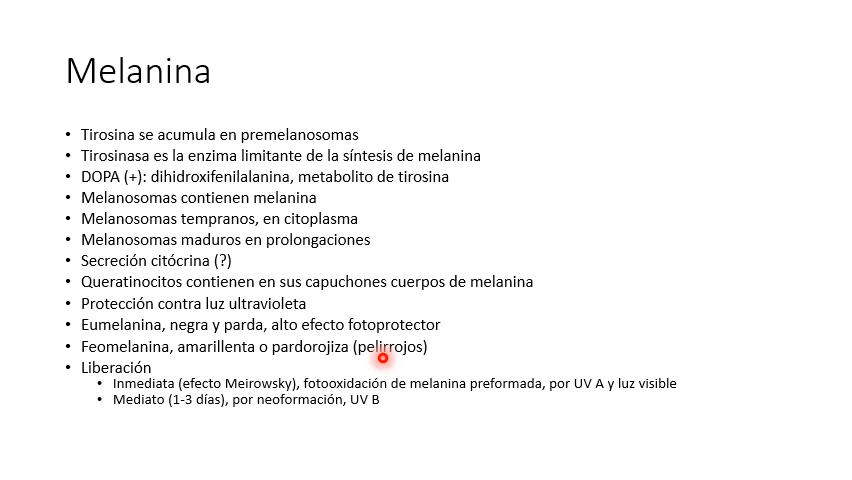 Melanina
• Tirosina se acumula en premelanosomas
• Tirosinasa es la enzima limitante de la síntesis de melanina
• DOPA (+): dihidroxifenilalanina, metabolito de tirosina
• Melanosomas contienen melanina
• Melanosomas tempranos, en citoplasma
• Melanosomas maduros en prolongaciones
• Secreción citócrina (?)
• Queratinocitos contienen en sus capuchones cuerpos de melanina
• Protección contra luz ultravioleta
• Eumelanina, negra y parda, alto efecto fotoprotector
• Feomelanina, amarillenta o pardorojiza (pelirrojos)
• Liberación
• Inmediata (efecto Meirowsky), fotooxidación de melanina preformada, por UV A y luz visible
• Mediato (1-3 días), por neoformación, UV B